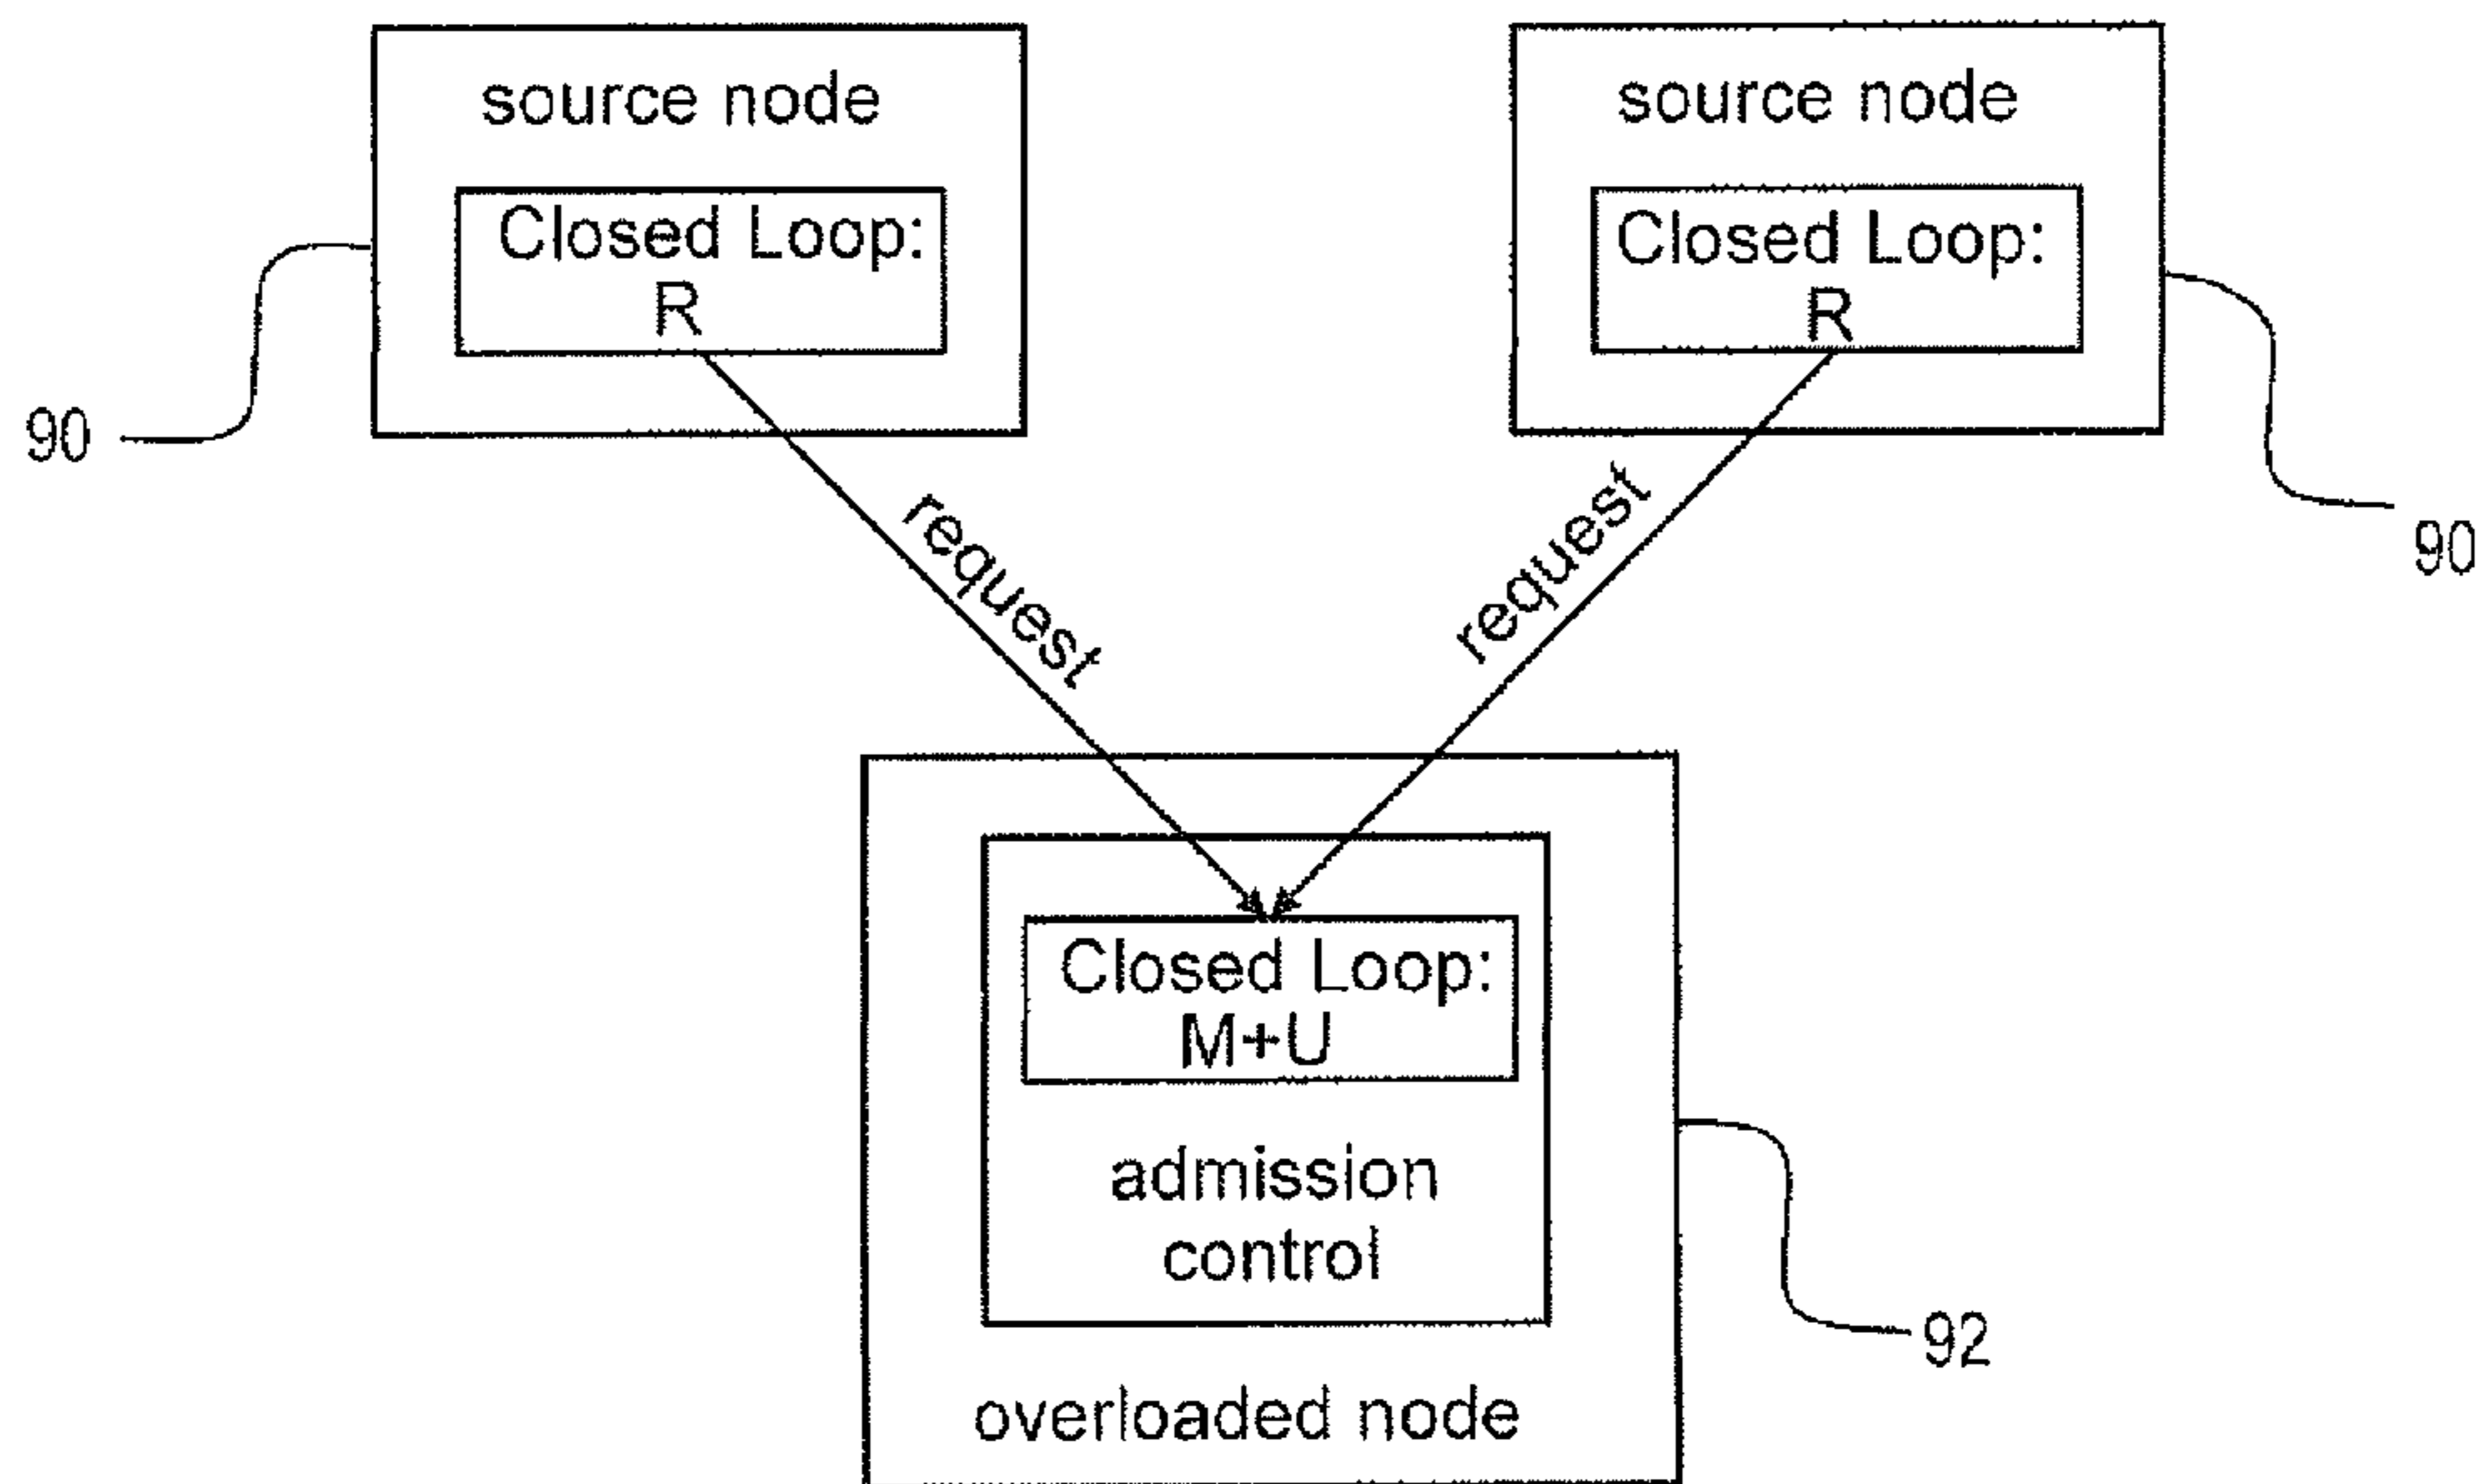 source node
Closed Loop:
R
90
source node
Closed Loop:
R
90
request
request
Closed Loop:
M+U
admission
control
overloaded node
92